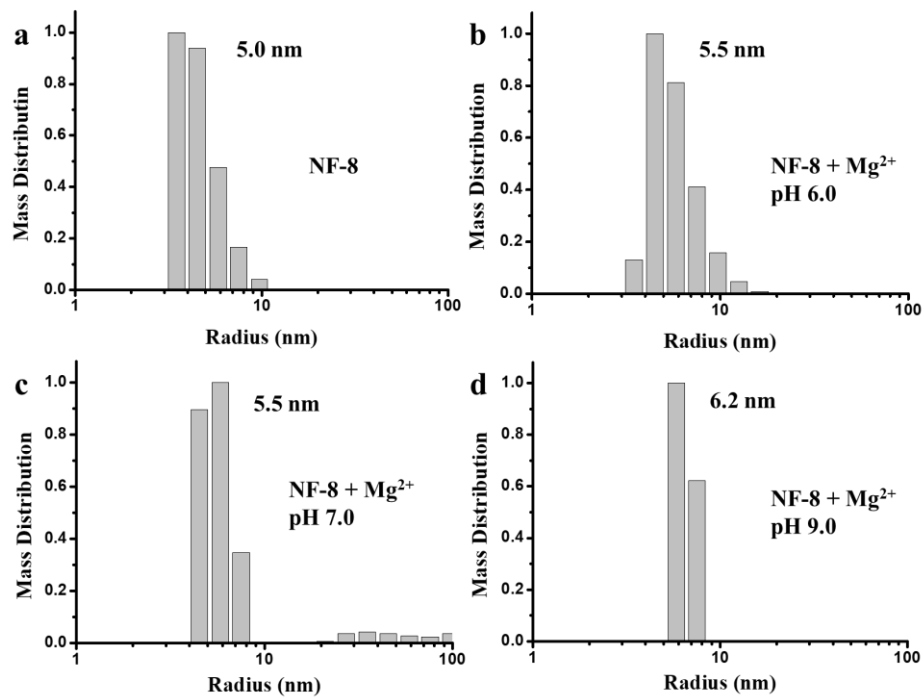 a
5.0 nm
NF-8
1.0
0.8
0.6
0.4
0.2
0.0
Mass Distributin
1
10
100
Radius (nm)
b
5.5 nm
NF-8 + Mg²⁺
pH 6.0
1.0
0.8
0.6
0.4
0.2
0.0
Mass Distribution
1
10
100
Radius (nm)
c
5.5 nm
NF-8 + Mg²⁺
pH 7.0
1.0
0.8
0.6
0.4
0.2
0.0
Mass Distribution
1
10
100
Radius (nm)
d
6.2 nm
NF-8 + Mg²⁺
pH 9.0
1.0
0.8
0.6
0.4
0.2
0.0
Mass Distribution
1
10
100
Radius (nm)